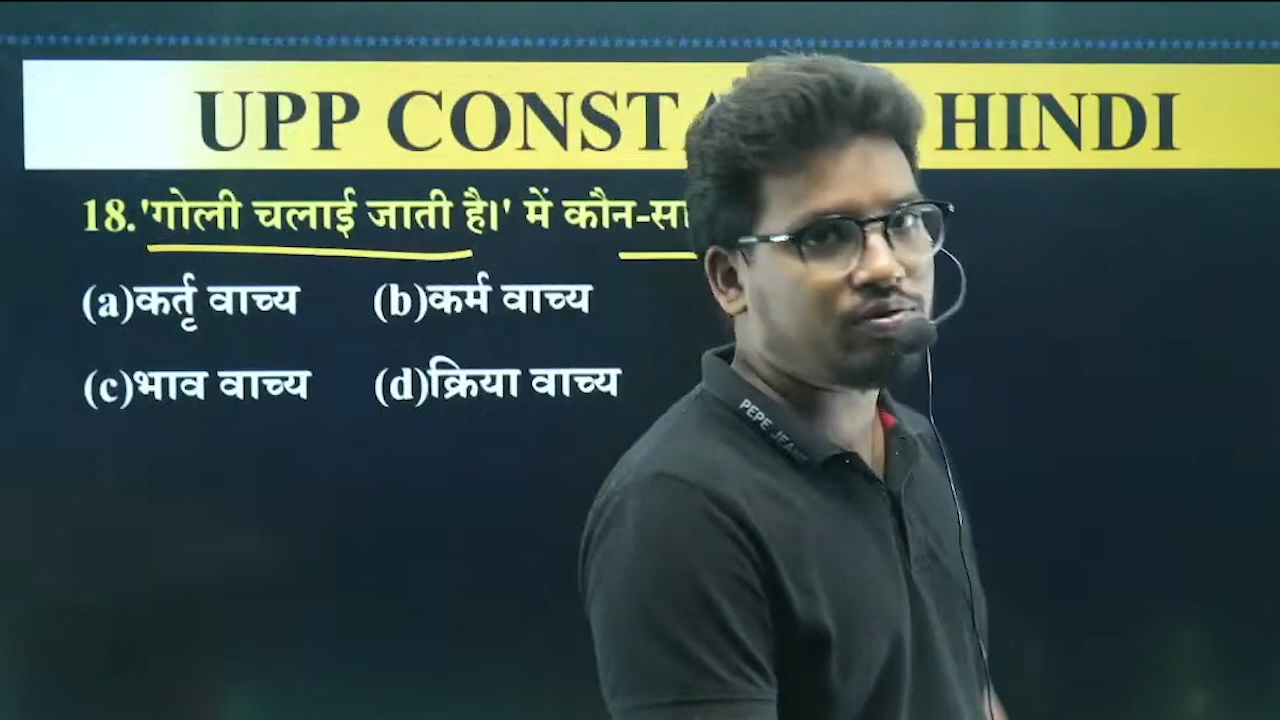 UPP CONST HINDI
18.'गोली चलाई जाती है।' में कौन-सा
(a)कर्तृ वाच्य (b)कर्म वाच्य
(c)भाव वाच्य (d)क्रिया वाच्य
PEPE JEANS